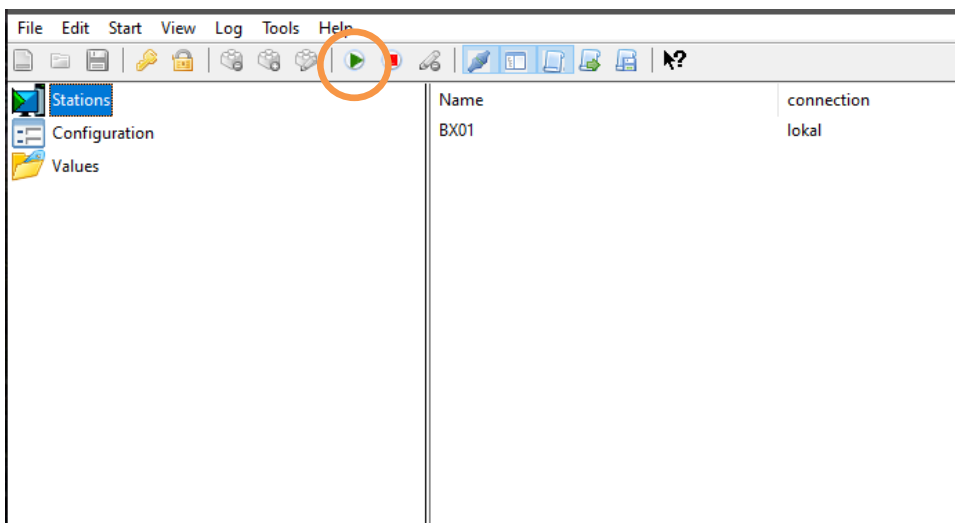 File Edit Start View Log Tools Help
Stations
Configuration
Values
Name connection
BX01 lokal